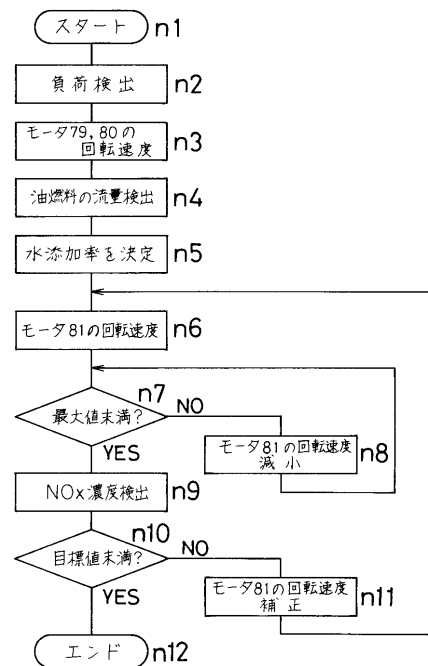 スタート n1
負荷検出 n2
モータ79,80の
回転速度 n3
油燃料の流量検出 n4
水添加率を決定 n5
モータ81の回転速度 n6
n7
最大値未満? NO
YES
モータ81の回転速度
減小 n8
NOx濃度検出 n9
n10
目標値未満? NO
YES
モータ81の回転速度
補正 n11
エンド n12